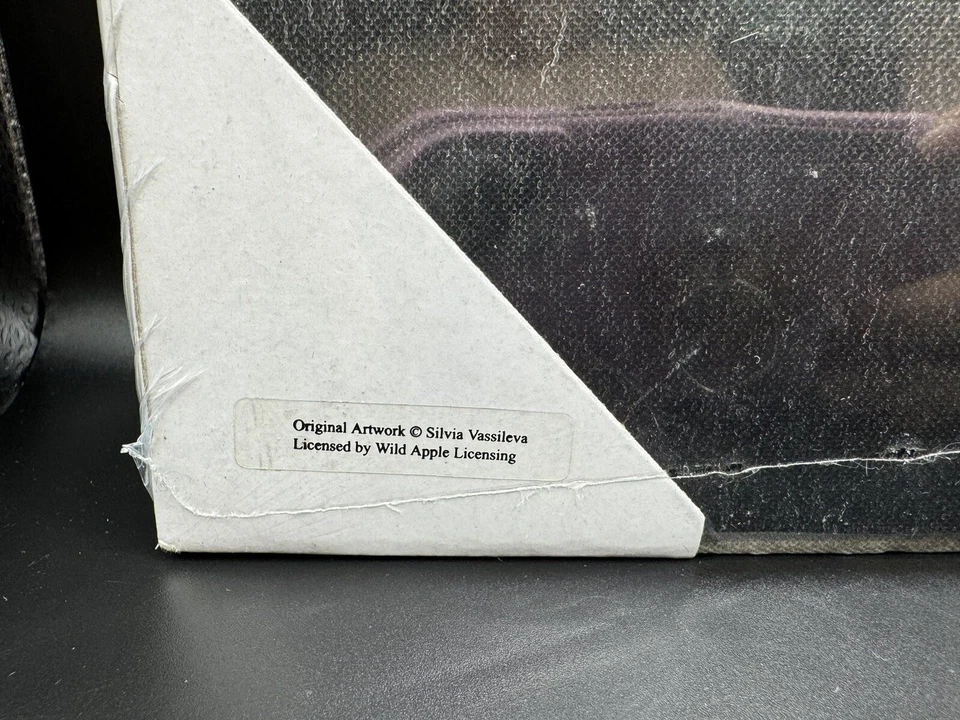 Original Artwork © Silvia Vassileva
Licensed by Wild Apple Licensing